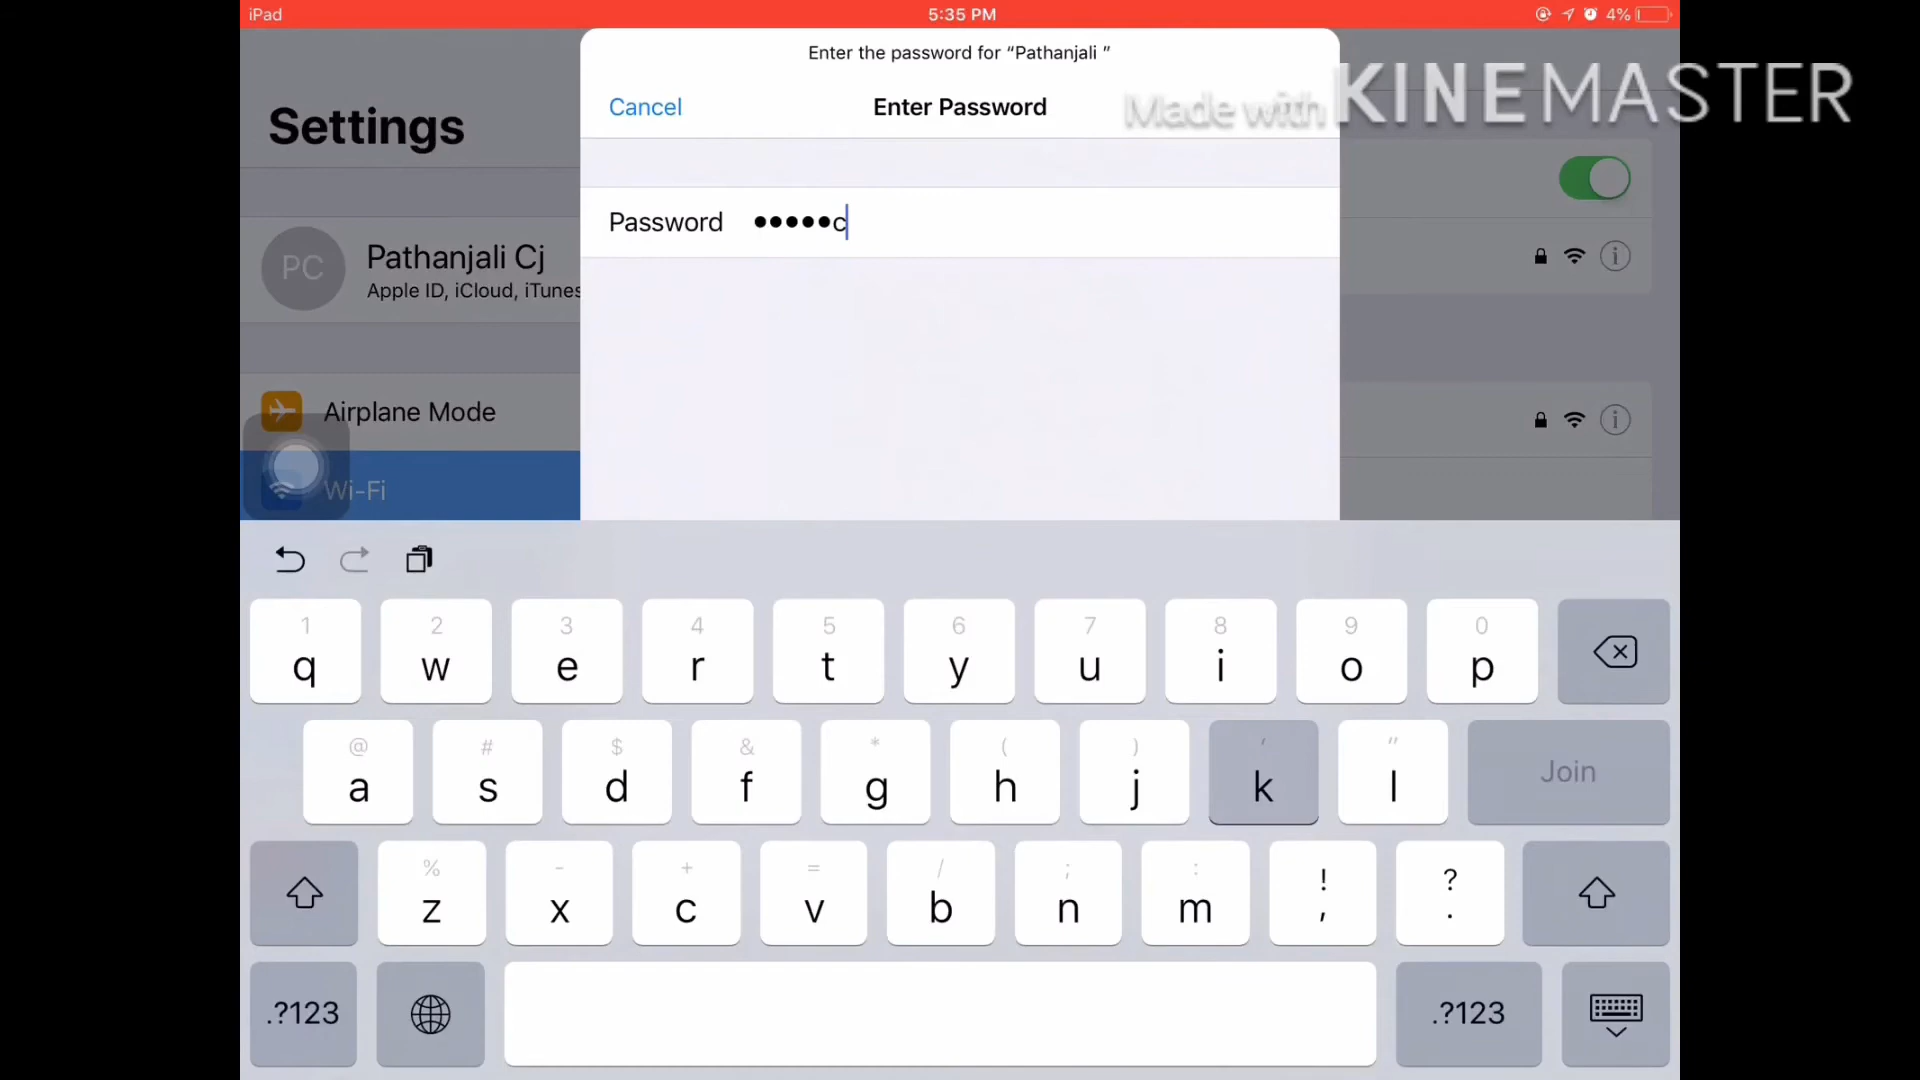 iPad
5:35 PM
4%
Enter the password for “Pathanjali ”
Cancel
Enter Password
Made with KINEMASTER
Settings
Password
•••••c
PC
Pathanjali Cj
Apple ID, iCloud, iTunes
Airplane Mode
Wi-Fi
1 2 3 4 5 6 7 8 9 0
q w e r t y u i o p
@ # $ & * ( ) ' "
a s d f g h j k l Join
% - + = / ; : ! ?
z x c v b n m , .
.?123 .?123